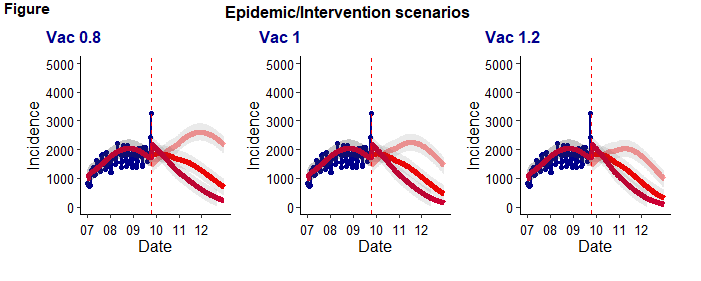 Figure
Epidemic/Intervention scenarios
Vac 0.8
5000
4000
3000
2000
1000
0
Incidence
07 08 09 10 11 12
Date
Vac 1
5000
4000
3000
2000
1000
0
Incidence
07 08 09 10 11 12
Date
Vac 1.2
5000
4000
3000
2000
1000
0
Incidence
07 08 09 10 11 12
Date